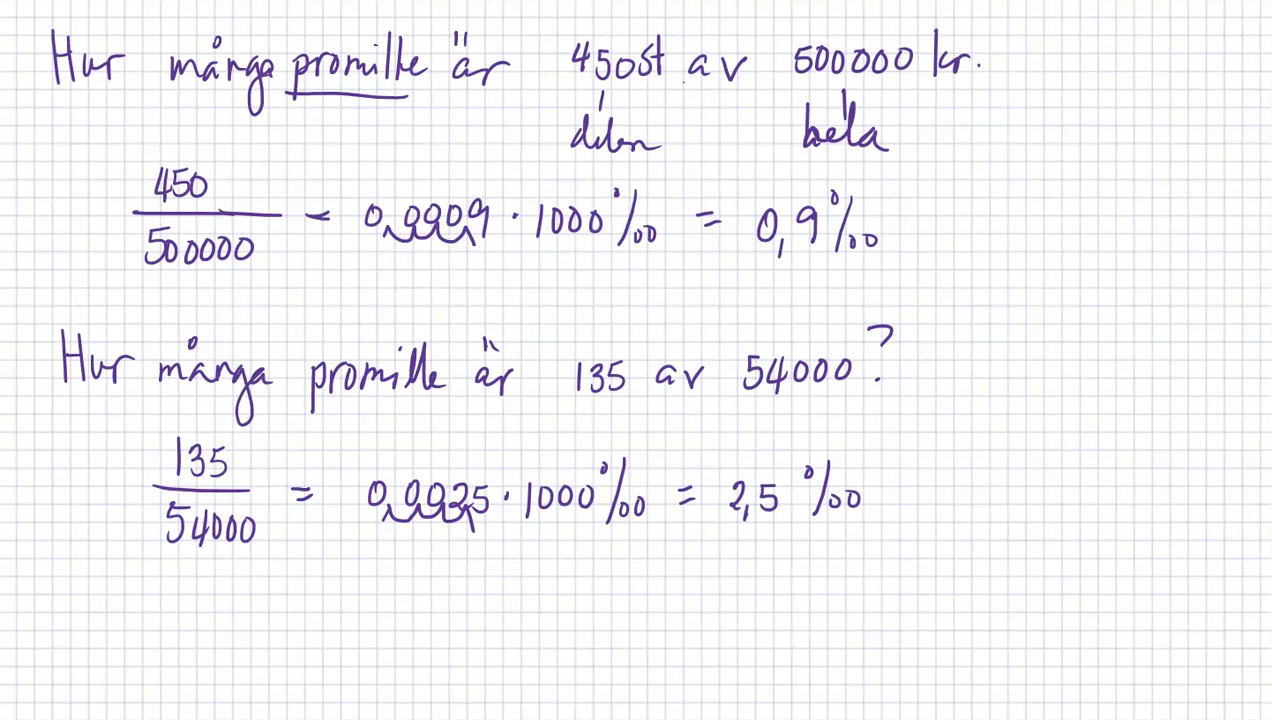 Hur många promille är 450st av 500000 kr.
delen hela
450
500000 = 0,0009 · 1000‰ = 0,9‰
Hur många promille är 135 av 54000?
135
54000 = 0,0025 · 1000‰ = 2,5 ‰